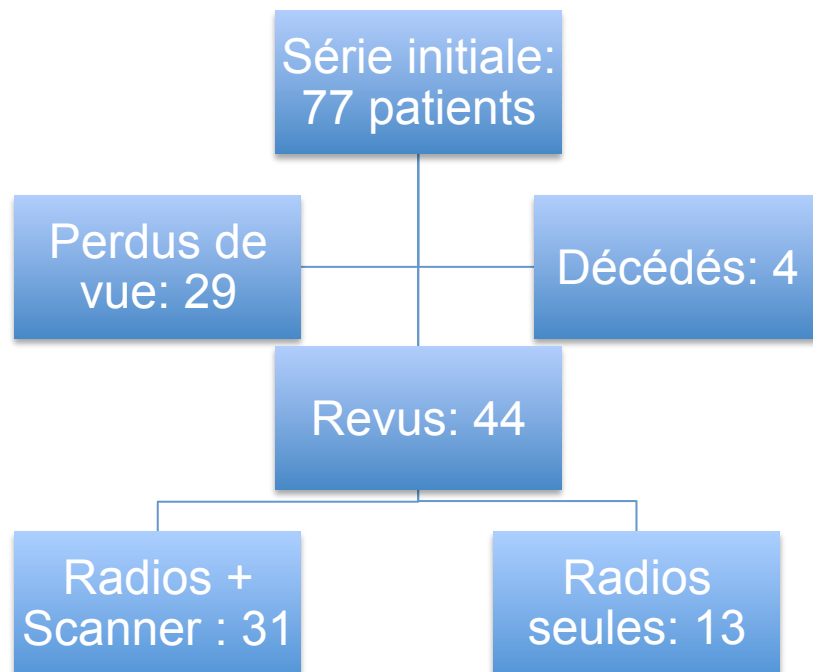 Série initiale:
77 patients
Perdus de
vue: 29
Décédés: 4
Revus: 44
Radios +
Scanner : 31
Radios
seules: 13